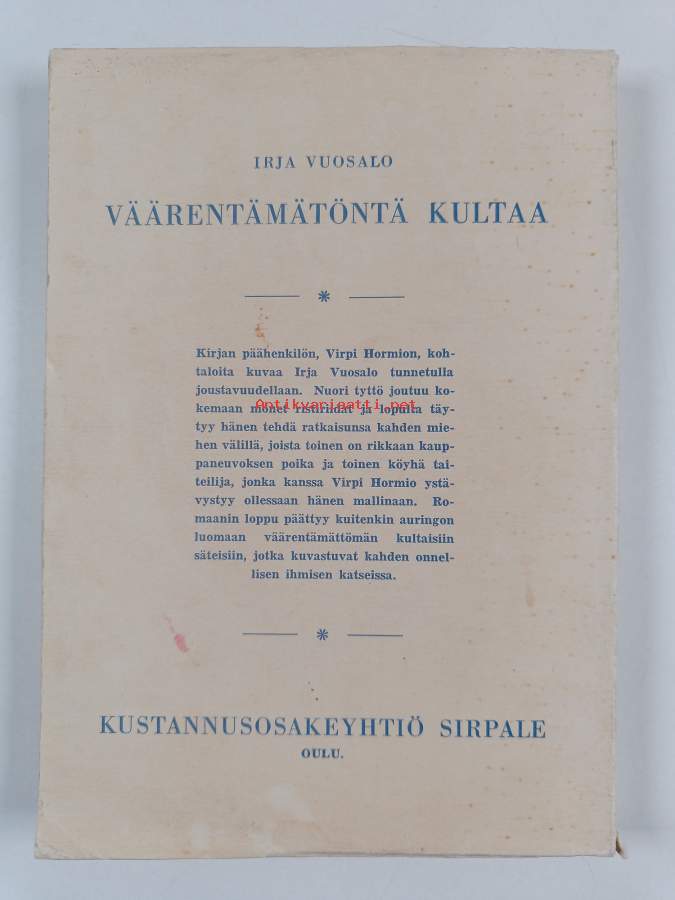 IRJA VUOSALO
VÄÄRENTÄMÄTÖNTÄ KULTAA
Kirjan päähenkilön, Virpi Hormion, koh-
taloita kuvaa Irja Vuosalo tunnetulla
joustavuudellaan. Nuori tyttö joutuu ko-
kemaan monet ristiriidat ja lopulta täy-
Antikvariaatti.net
tyy hänen tehdä ratkaisunsa kahden mie-
hen välillä, joista toinen on rikkaan kaup-
paneuvoksen poika ja toinen köyhä tai-
teilija, jonka kanssa Virpi Hormio ystä-
vystyy ollessaan hänen mallinaan. Ro-
maanin loppu päättyy kuitenkin auringon
luomaan väärentämättömän kultaisiin
säteisiin, jotka kuvastuvat kahden onnel-
lisen ihmisen katseissa.
KUSTANNUSOSAKEYHTIÖ SIRPALE
OULU.